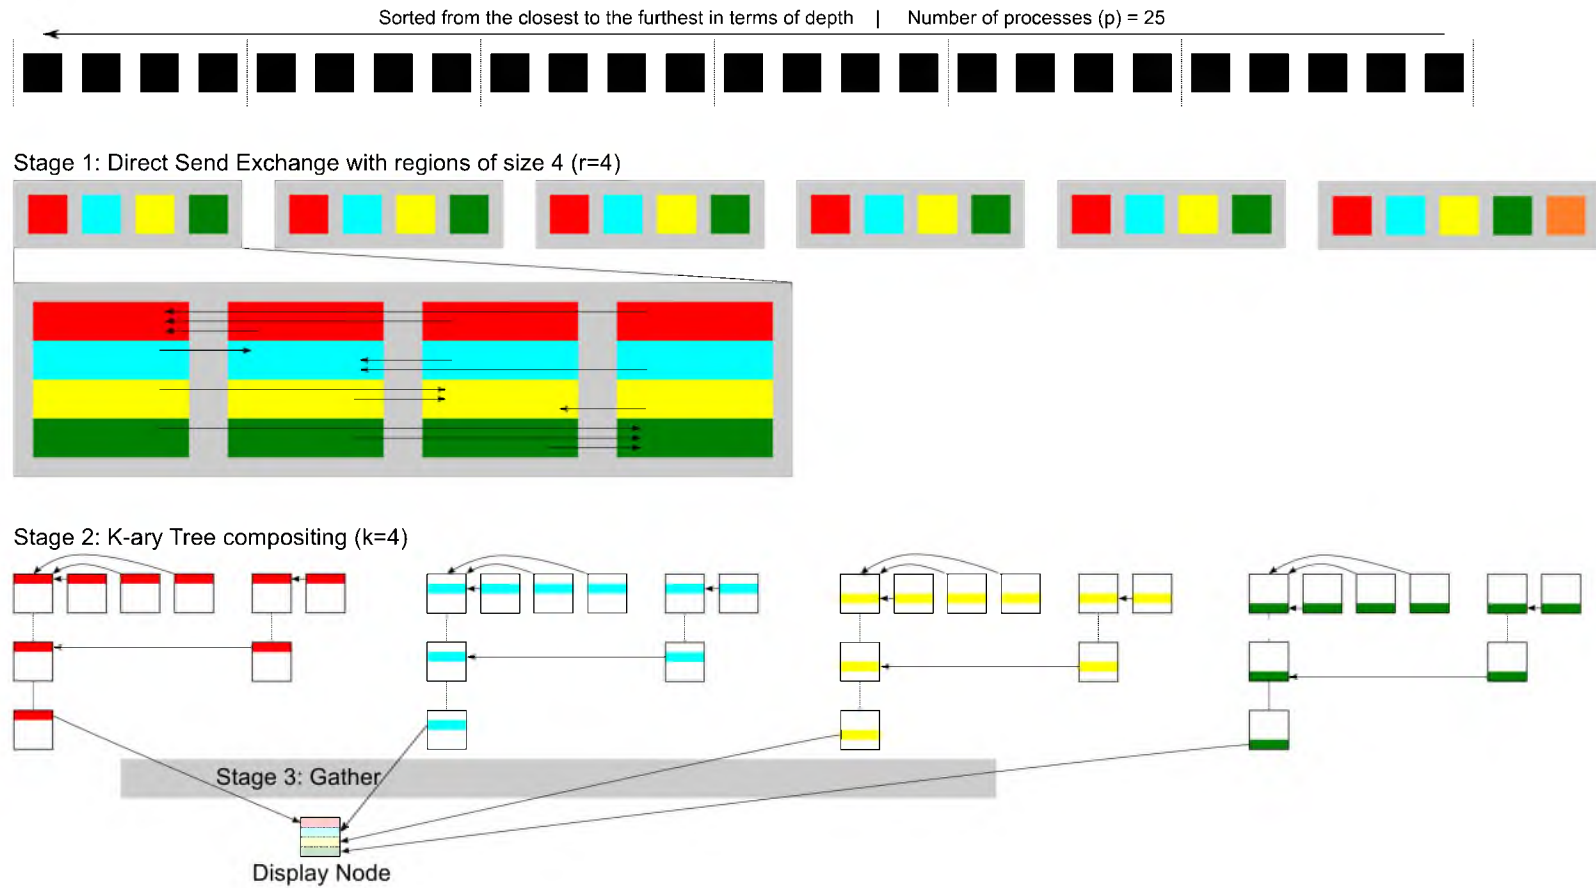 Sorted from the closest to the furthest in terms of depth | Number of processes (p) = 25
Stage 1: Direct Send Exchange with regions of size 4 (r=4)
Stage 2: K-ary Tree compositing (k=4)
Stage 3: Gather
Display Node